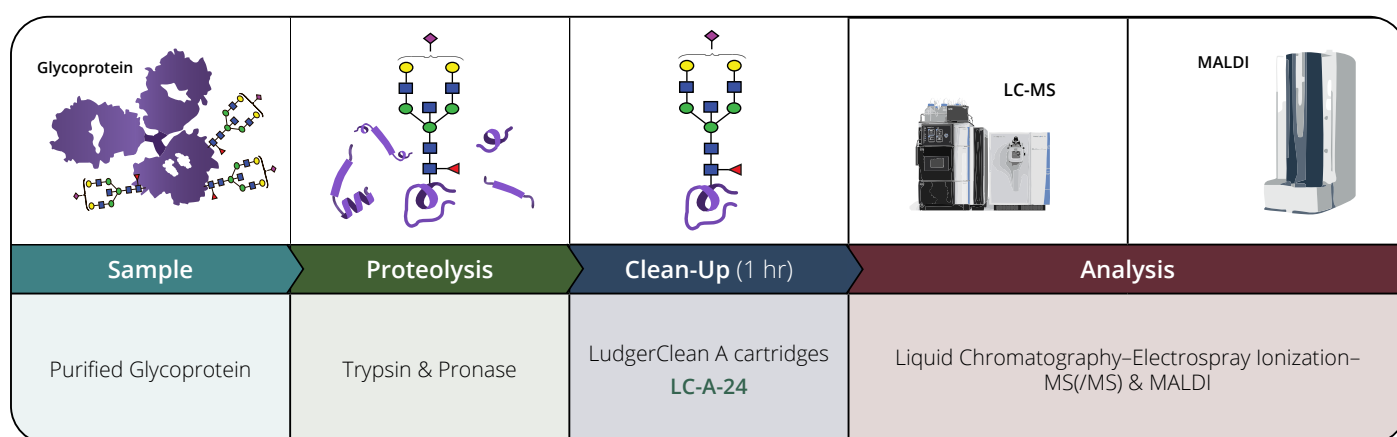 Glycoprotein
LC-MS
MALDI
Sample
Proteolysis
Clean-Up (1 hr)
Analysis
Purified Glycoprotein
Trypsin & Pronase
LudgerClean A cartridges
LC-A-24
Liquid Chromatography–Electrospray Ionization–
MS(/MS) & MALDI